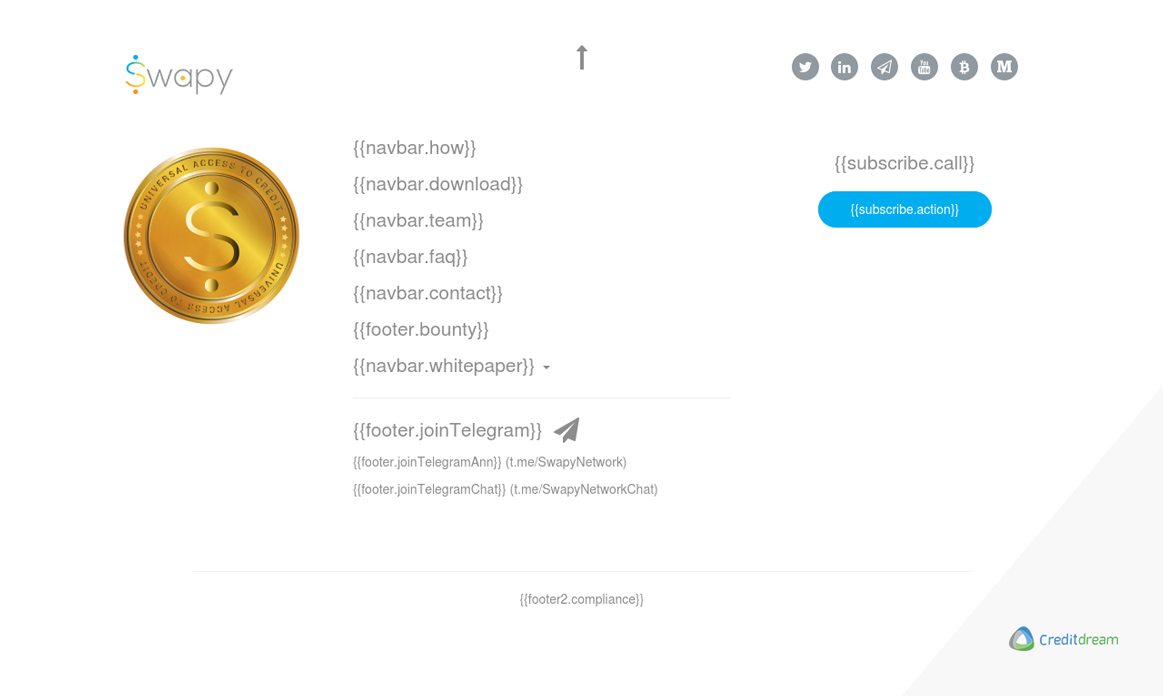 Swapy
UNIVERSAL ACCESS TO CREDIT
UNIVERSAL ACCESS TO CREDIT
{{navbar.how}}
{{navbar.download}}
{{navbar.team}}
{{navbar.faq}}
{{navbar.contact}}
{{footer.bounty}}
{{navbar.whitepaper}}
{{footer.joinTelegram}}
{{footer.joinTelegramAnn}} (t.me/SwapyNetwork)
{{footer.joinTelegramChat}} (t.me/SwapyNetworkChat)
{{subscribe.call}}
{{subscribe.action}}
{{footer2.compliance}}
Creditdream